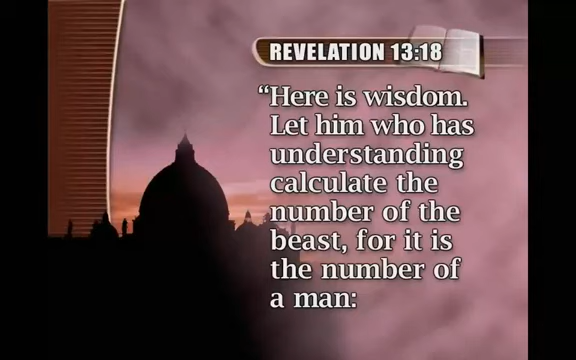 REVELATION 13:18
“Here is wisdom.
Let him who has
understanding
calculate the
number of the
beast, for it is
the number of
a man: